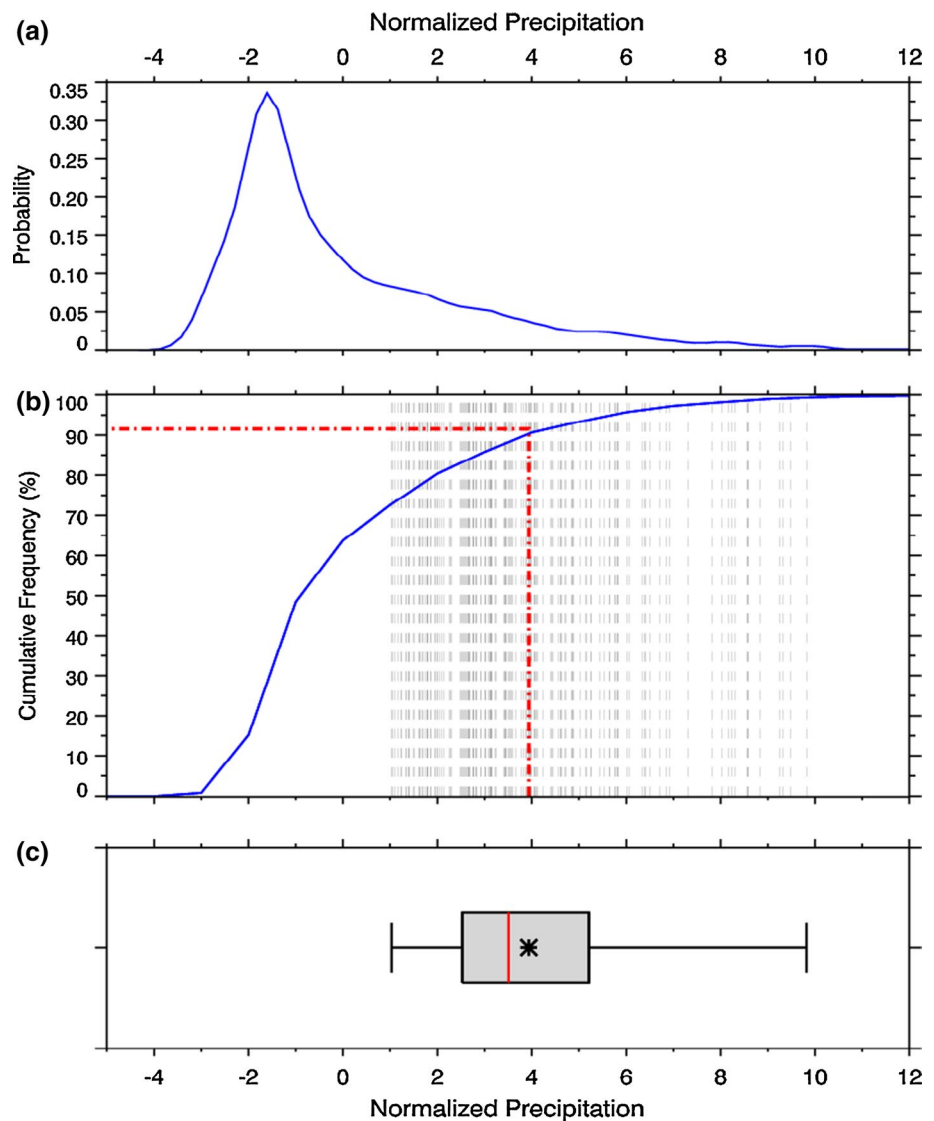 (a)
Normalized Precipitation
-4 -2 0 2 4 6 8 10 12
Probability
0.35
0.30
0.25
0.20
0.15
0.10
0.05
0
(b)
Cumulative Frequency (%)
100
90
80
70
60
50
40
30
20
10
0
(c)
-4 -2 0 2 4 6 8 10 12
Normalized Precipitation